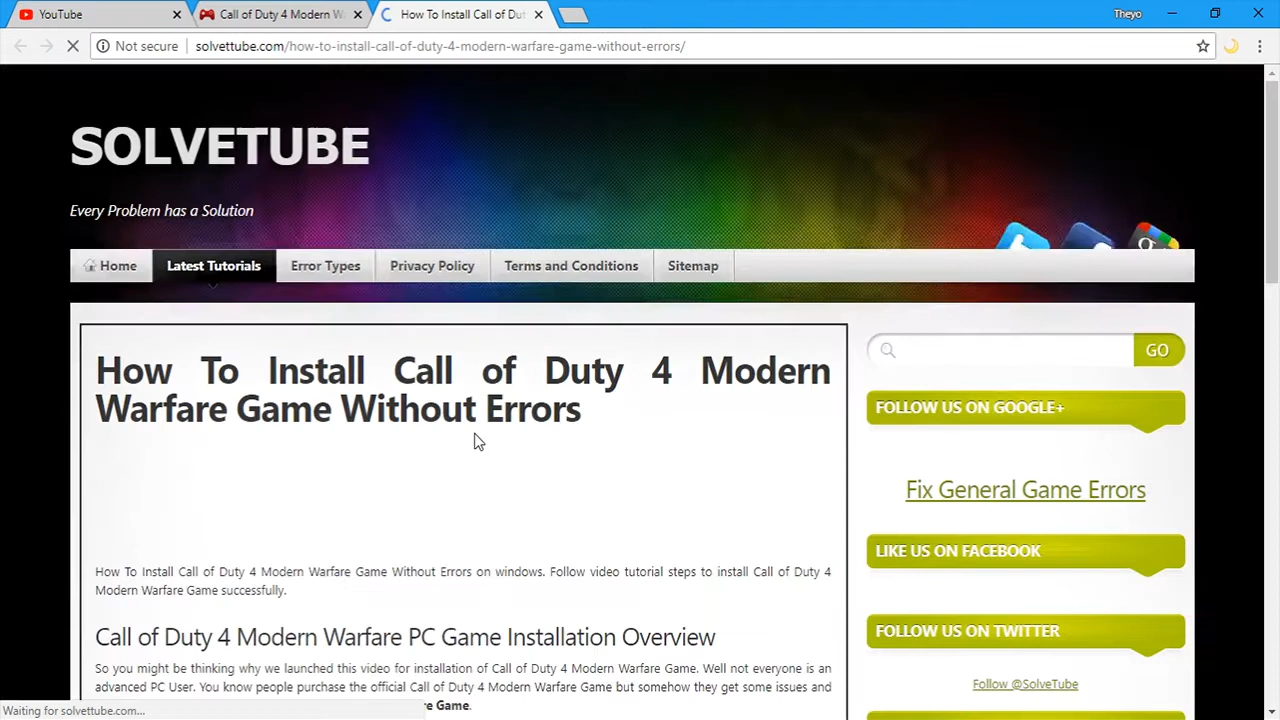 YouTube
Call of Duty 4 Modern W
How To Install Call of Dut
Theyo
Not secure
solvettube.com/how-to-install-call-of-duty-4-modern-warfare-game-without-errors/
SOLVETUBE
Every Problem has a Solution
Home
Latest Tutorials
Error Types
Privacy Policy
Terms and Conditions
Sitemap
How To Install Call of Duty 4 Modern
Warfare Game Without Errors
GO
FOLLOW US ON GOOGLE+
Fix General Game Errors
LIKE US ON FACEBOOK
How To Install Call of Duty 4 Modern Warfare Game Without Errors on windows. Follow video tutorial steps to install Call of Duty 4
Modern Warfare Game successfully.
FOLLOW US ON TWITTER
Call of Duty 4 Modern Warfare PC Game Installation Overview
So you might be thinking why we launched this video for installation of Call of Duty 4 Modern Warfare Game. Well not everyone is an
advanced PC User. You know people purchase the official Call of Duty 4 Modern Warfare Game but somehow they get some issues and
Follow @SolveTube
re Game.
Waiting for solvettube.com...